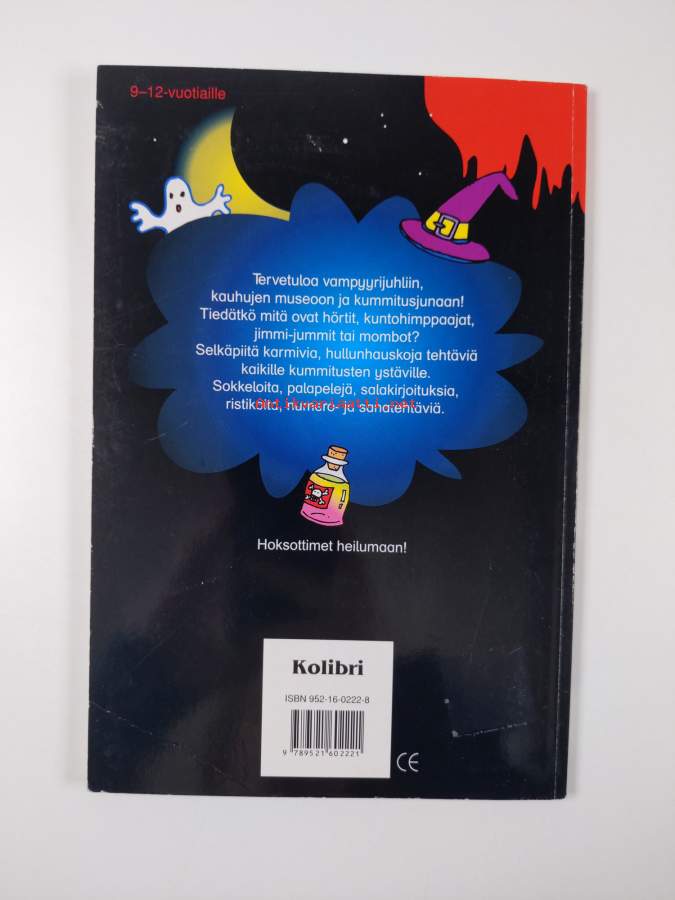 9–12-vuotiaille
Tervetuloa vampyyrijuhliin,
kauhujen museoon ja kummitusjunaan!
Tiedätkö mitä ovat hörtit, kuntohimppaajat,
jimmi-jummit tai mombot?
Selkäpiitä karmivia, hullunhauskoja tehtäviä
kaikille kummitusten ystäville.
Sokkeloita, palapelejä, salakirjoituksia,
ristikoita, numero- ja sanatehtäviä.
Antikvariaatti.net
Hoksottimet heilumaan!
Kolibri
ISBN 952-16-0222-8
9 789521 602221
CE